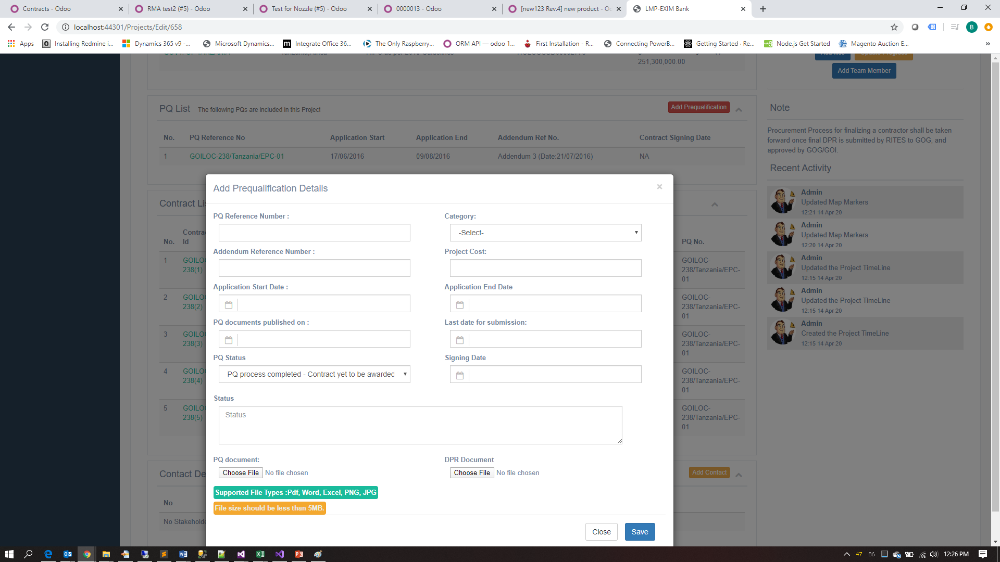 Contracts - Odoo
RMA test2 (#5) - Odoo
Test for Nozzle (#5) - Odoo
0000013 - Odoo
[new123 Rev.4] new product - O
LMP-EXIM Bank
localhost:44301/Projects/Edit/658
B
Apps
Installing Redmine i...
Dynamics 365 v9 -...
Microsoft Dynamics...
Integrate Office 36...
The Only Raspberry...
ORM API — odoo 1...
First Installation - R...
Connecting PowerB...
Getting Started · Re...
Node.js Get Started
Magento Auction E...
»
251,300,000.00
Add Team Member
PQ List The following PQs are included in this Project
Add Prequalification
No. PQ Reference No Application Start Application End Addendum Ref No. Contract Signing Date
1 GOILOC-238/Tanzania/EPC-01 17/06/2016 09/08/2016 Addendum 3 (Date:21/07/2016) NA
Note
Procurement Process for finalizing a contractor shall be taken
forward once final DPR is submitted by RITES to GOG, and
approved by GOG/GOI.
Recent Activity
Admin
Updated Map Markers
12:21 14 Apr 20
Admin
Updated Map Markers
12:20 14 Apr 20
Admin
Updated the Project TimeLine
12:15 14 Apr 20
Admin
Updated the Project TimeLine
12:15 14 Apr 20
Admin
Created the Project TimeLine
12:15 14 Apr 20
Contract Li
No.
Contra
Id
PQ No.
1 GOILO
238(1)
GOILOC-
238/Tanzania/EPC-
01
2 GOILO
238(2)
GOILOC-
238/Tanzania/EPC-
01
3 GOILO
238(3)
GOILOC-
238/Tanzania/EPC-
01
4 GOILO
238(4)
GOILOC-
238/Tanzania/EPC-
01
5 GOILO
238(5)
GOILOC-
238/Tanzania/EPC-
01
Contact De
Add Contact
No
No Stakehold
Add Prequalification Details
×
PQ Reference Number :
Category:
-Select-
Addendum Reference Number :
Project Cost:
Application Start Date :
Application End Date
PQ documents published on :
Last date for submission:
PQ Status
PQ process completed - Contract yet to be awarded
Signing Date
Status
Status
PQ document:
Choose File No file chosen
DPR Document
Choose File No file chosen
Supported File Types :Pdf, Word, Excel, PNG, JPG
File size should be less than 5MB.
Close
Save
47 86
12:26 PM